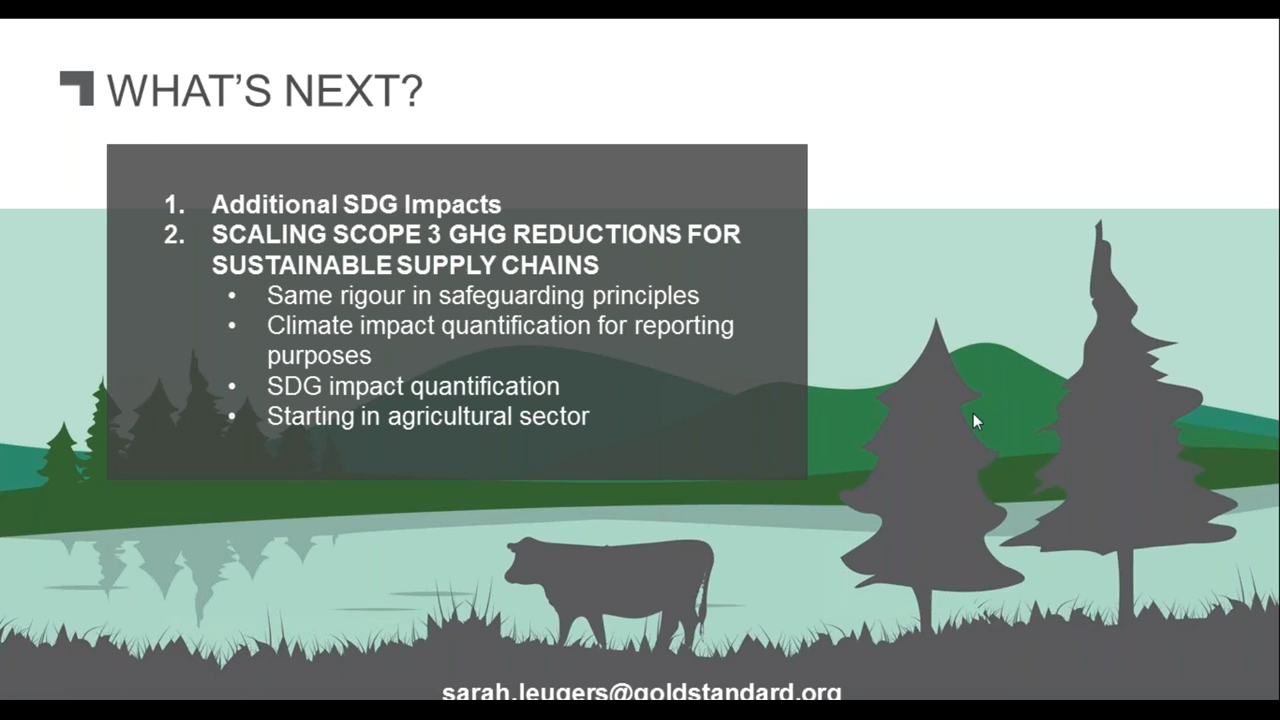 WHAT'S NEXT?
1. Additional SDG Impacts
2. SCALING SCOPE 3 GHG REDUCTIONS FOR
SUSTAINABLE SUPPLY CHAINS
• Same rigour in safeguarding principles
• Climate impact quantification for reporting
purposes
• SDG impact quantification
• Starting in agricultural sector
sarah.leugers@goldstandard.org